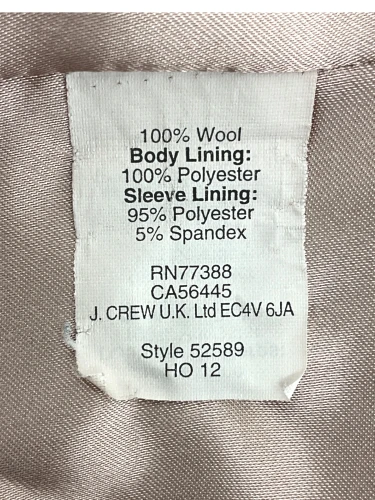 100% Wool
Body Lining:
100% Polyester
Sleeve Lining:
95% Polyester
5% Spandex
RN77388
CA56445
J. CREW U.K. Ltd EC4V 6JA
Style 52589
HO 12